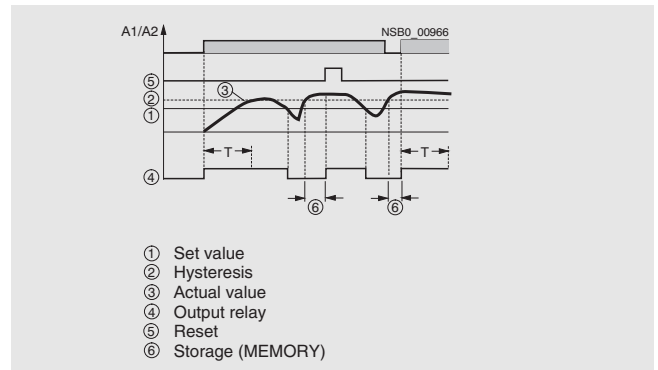 A1/A2
NSB0_00966
⑤
③
②
①
T
T
④
⑥ ⑥
① Set value
② Hysteresis
③ Actual value
④ Output relay
⑤ Reset
⑥ Storage (MEMORY)